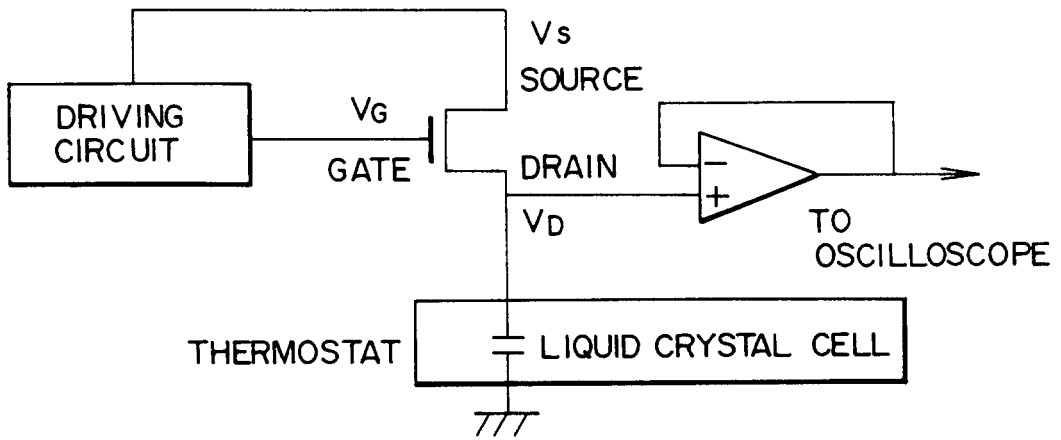 Vs
SOURCE
DRIVING
CIRCUIT
VG
GATE
DRAIN
VD
−
+
TO
OSCILLOSCOPE
THERMOSTAT
LIQUID CRYSTAL CELL